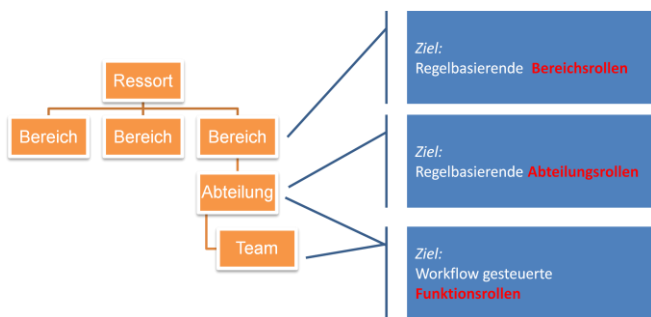 Ressort
Bereich
Bereich
Bereich
Abteilung
Team
Ziel:
Regelbasierende Bereichsrollen
Ziel:
Regelbasierende Abteilungsrollen
Ziel:
Workflow gesteuerte
Funktionsrollen